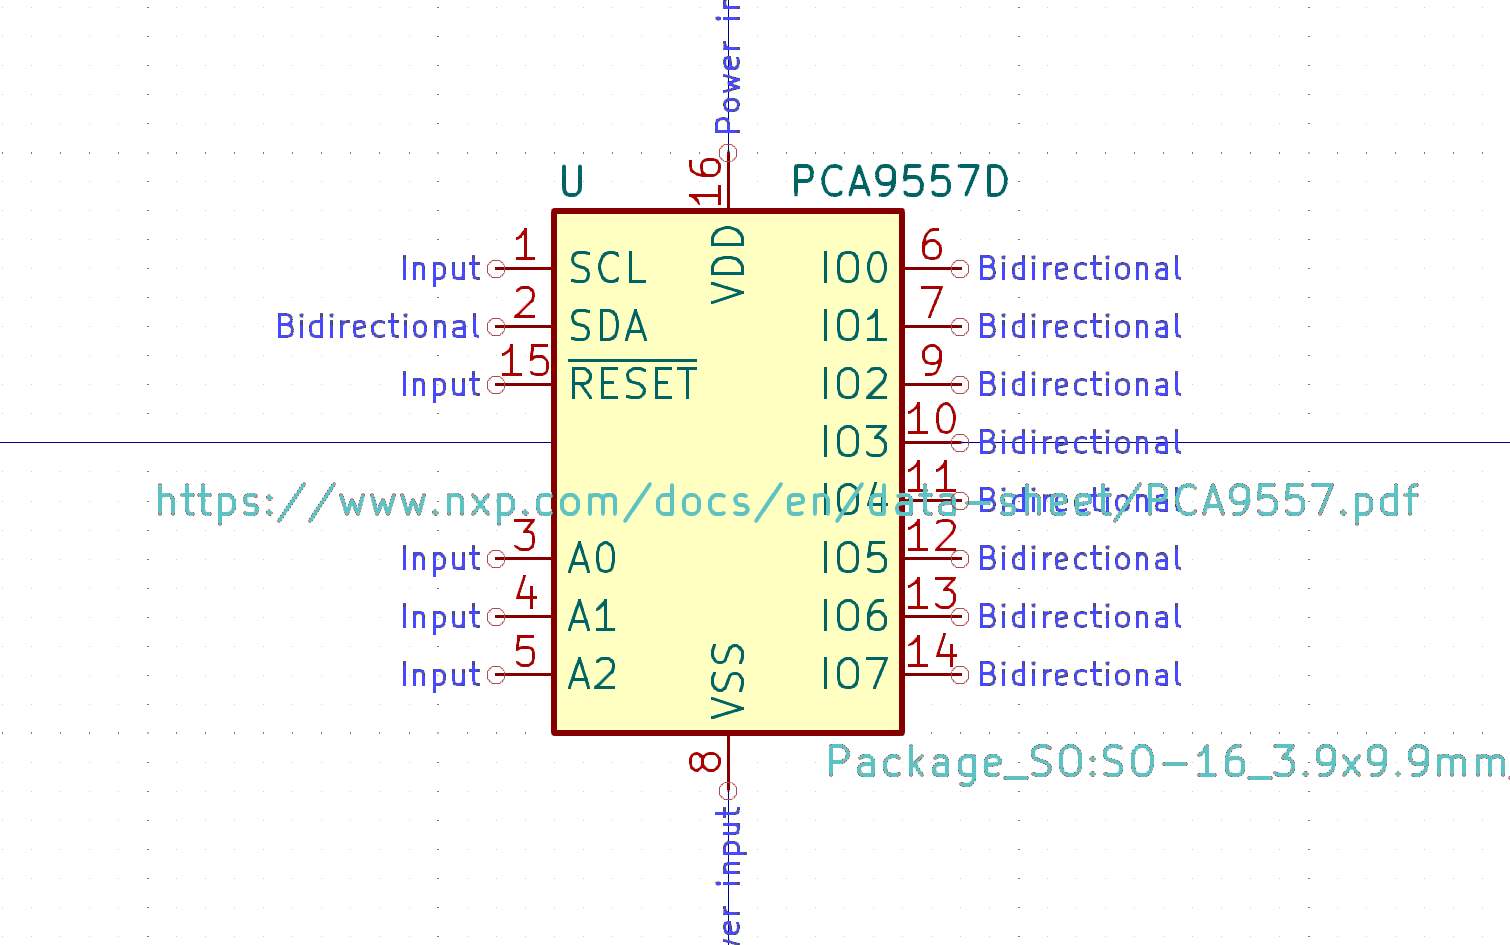 Power in
16
U
PCA9557D
VDD
Input 1 SCL
IO0 6 Bidirectional
Bidirectional 2 SDA
IO1 7 Bidirectional
Input 15 RESET
IO2 9 Bidirectional
IO3 10 Bidirectional
IO4 11 Bidirectional
https://www.nxp.com/docs/en/data-sheet/PCA9557.pdf
Input 3 A0
IO5 12 Bidirectional
Input 4 A1
IO6 13 Bidirectional
Input 5 A2
IO7 14 Bidirectional
VSS
8
Package_SO:SO-16_3.9x9.9mm
wer input